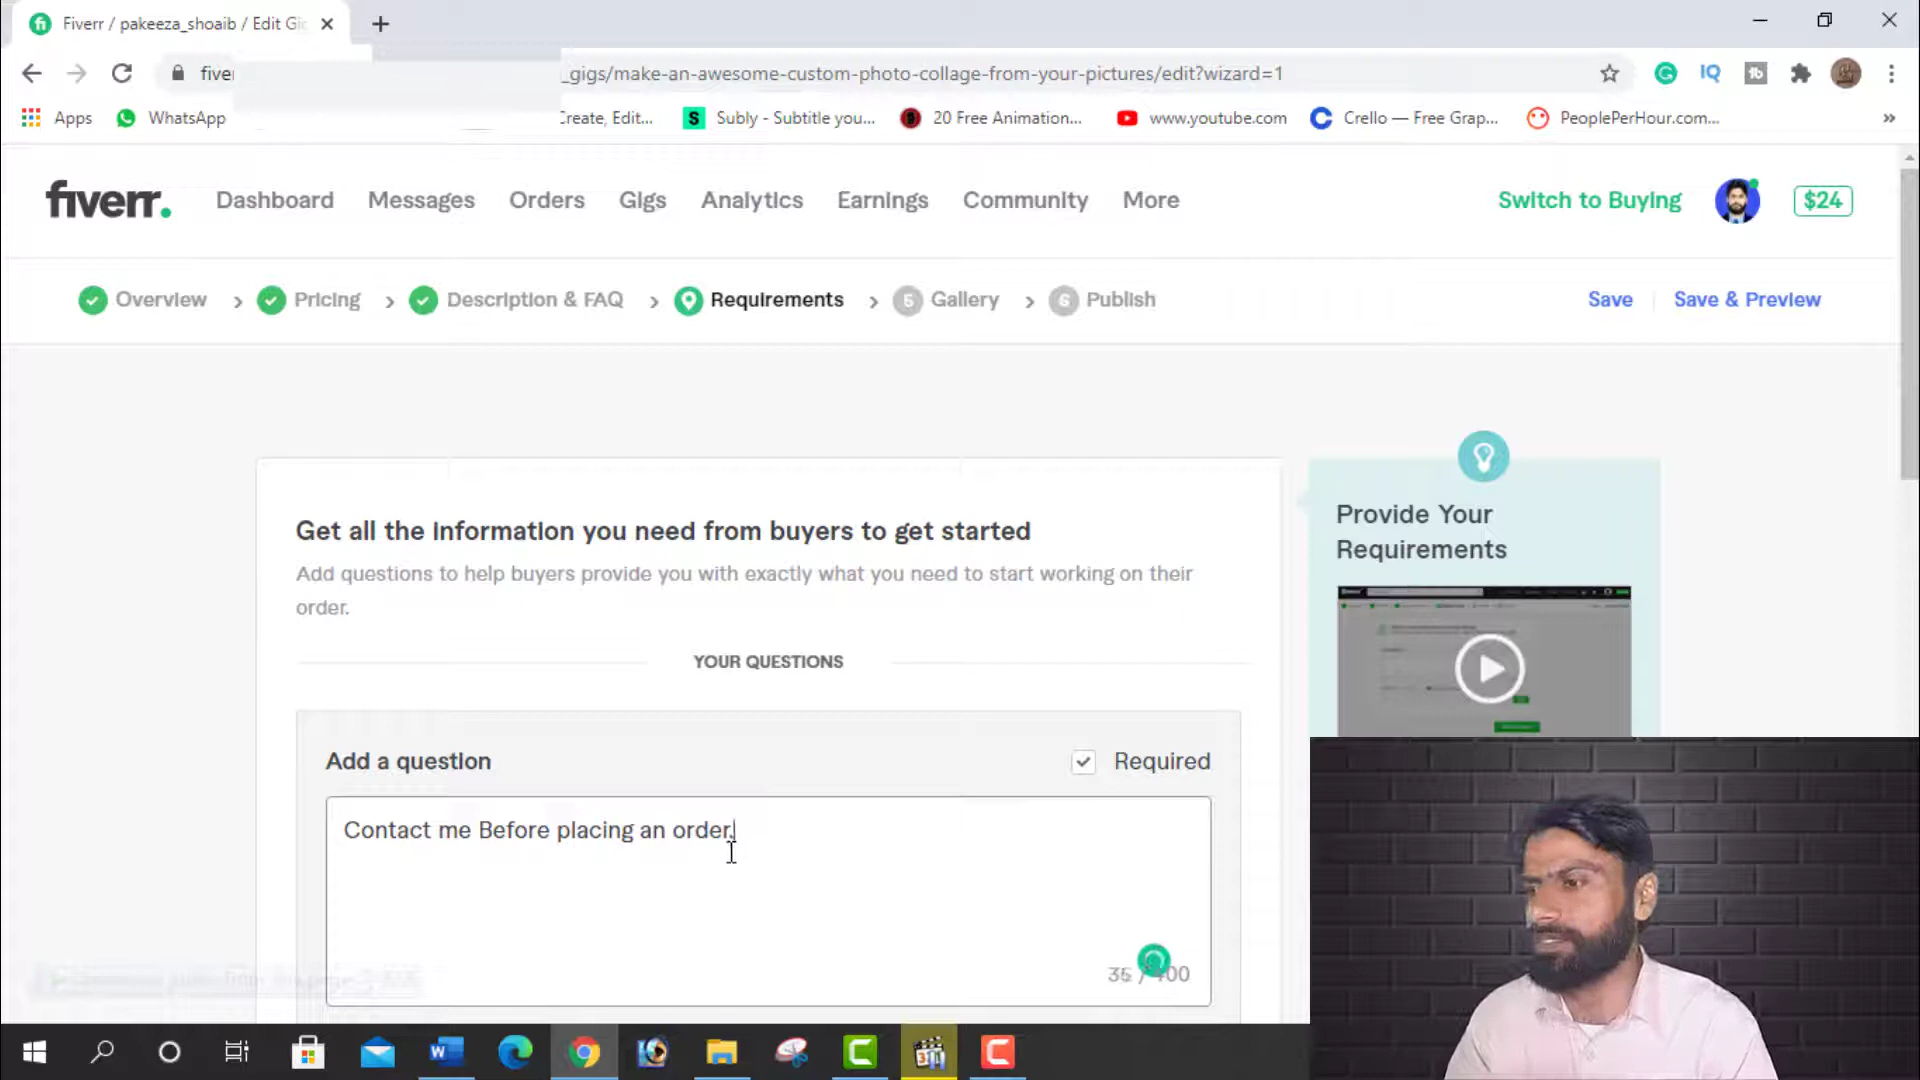 Fiverr / pakeeza_shoaib / Edit Gig
fiver
_gigs/make-an-awesome-custom-photo-collage-from-your-pictures/edit?wizard=1
Apps
WhatsApp
Create, Edit...
Subly - Subtitle you...
20 Free Animation...
www.youtube.com
Crello — Free Grap...
PeoplePerHour.com...
fiverr.
Dashboard
Messages
Orders
Gigs
Analytics
Earnings
Community
More
Switch to Buying
$24
Overview
Pricing
Description & FAQ
Requirements
5 Gallery
6 Publish
Save
Save & Preview
Get all the information you need from buyers to get started
Add questions to help buyers provide you with exactly what you need to start working on their
order.
YOUR QUESTIONS
Add a question
Required
Contact me Before placing an order.
35 / 400
Provide Your
Requirements